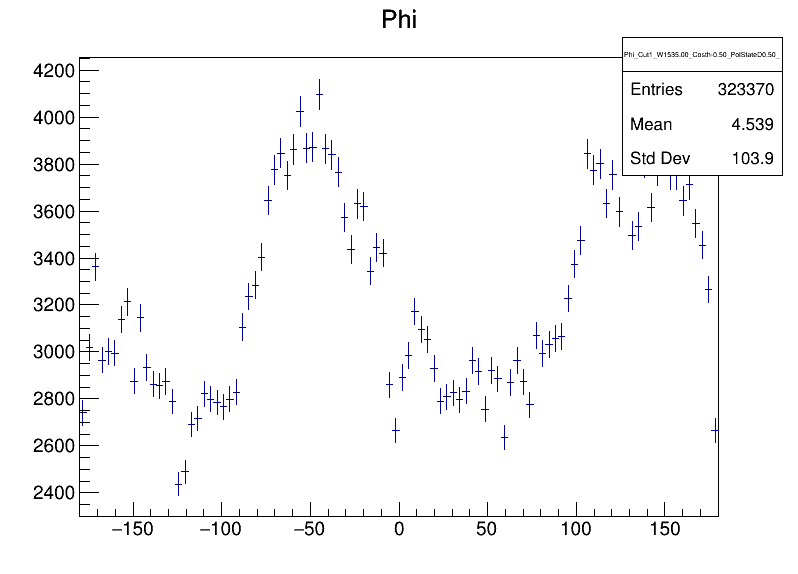 Phi
Phi_Cut1_W1535.00_Costh-0.50_PolStateD0.50_
Entries 323370
Mean 4.539
Std Dev 103.9
4200
4000
3800
3600
3400
3200
3000
2800
2600
2400
−150 −100 −50 0 50 100 150